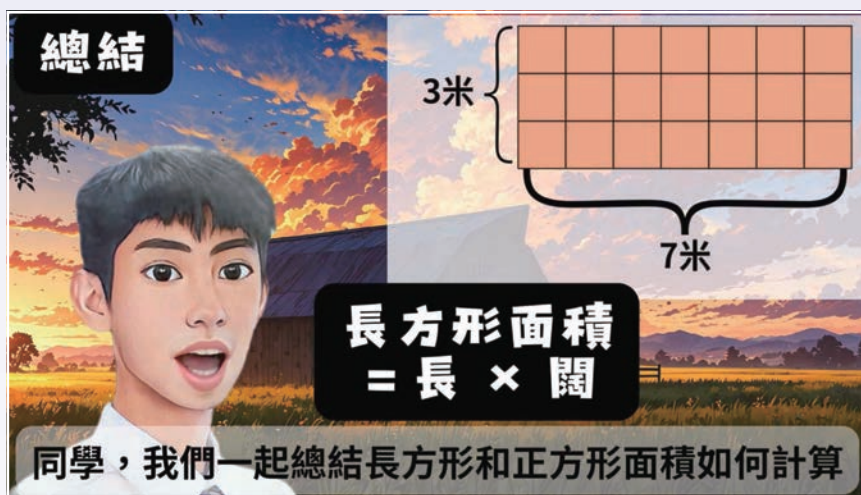 總結
3米
7米
長方形面積
= 長 × 闊
同學，我們一起總結長方形和正方形面積如何計算